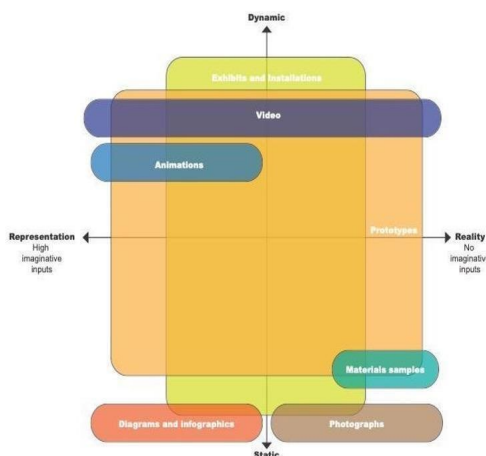 Dynamic
Exhibits and Installations
Video
Animations
Prototypes
Representation
High
imaginative
inputs
Reality
No
imaginative
inputs
Materials samples
Diagrams and infographics
Photographs
Static